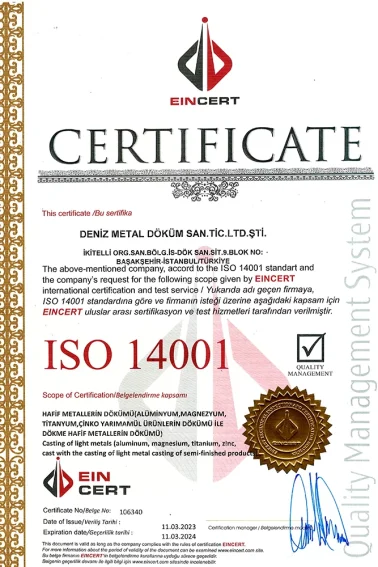 EINCERT
CERTIFICATE
This certificate /Bu sertifika
DENİZ METAL DÖKÜM SAN.TİC.LTD.ŞTİ.
İKİTELLİ ORG.SAN.BÖLG.İS-DÖK SAN.SİT.9.BLOK NO: -
BAŞAKŞEHİR-İSTANBUL/TÜRKİYE
The above-mentioned company, accord to the ISO 14001 standart and
the company's request for the following scope given by EINCERT
international certification and test service / Yukarıda adı geçen firmaya,
ISO 14001 standardına göre ve firmanın isteği üzerine aşağıdaki kapsam için
EINCERT uluslar arası sertifikasyon ve test hizmetleri tarafından verilmiştir.
ISO 14001
QUALITY
MANAGEMENT
Scope of Certification/Belgelendirme kapsamı
HAFİF METALLERİN DÖKÜMÜ(ALÜMİNYUM,MAGNEZYUM,
TİTANYUM,ÇİNKO YARIMAMÜL ÜRÜNLERİN DÖKÜMÜ İLE
DÖKME HAFİF METALLERİN DÖKÜMÜ)
Casting of light metals (aluminum, magnesium, titanium, zinc,
cast with the casting of light metal casting of semi-finished product
EIN
CERT
Certificate No/Belge No: 106340
Date of Issue/Veriliş Tarihi : 11.03.2023
Expiration date/Geçerlilik tarihi : 11.03.2024
Certification manager / Belgelendirme
This document is valid as long as the company complies with the rules of certification EINCERT.
For more information about the period of validity of the document can be examined www.eincert.com site.
Bu belge firmanın EINCERT'in belgelendirme kurallarına uyduğu sürece geçerlidir.
Belgenin geçerlilik devamı ile ilgili bilgi için www.eincert.com sitesinde incelenebilir.
Quality Management System